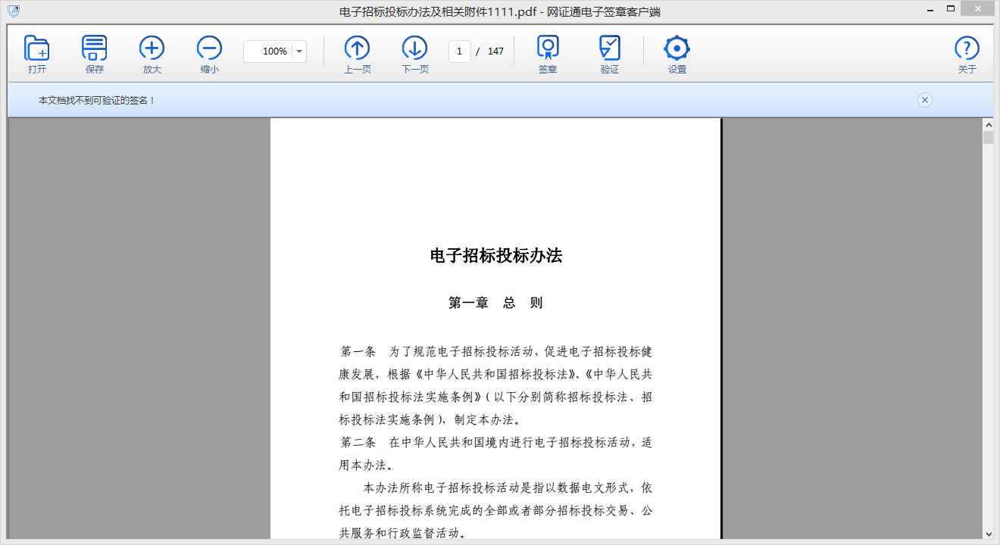 电子招标投标办法及相关附件1111.pdf - 网证通电子签章客户端
打开 保存 放大 缩小 100% 上一页 下一页 1 / 147 签章 验证 设置 关于
本文档找不到可验证的签名！
电子招标投标办法
第一章 总 则
第一条 为了规范电子招标投标活动，促进电子招标投标健
康发展，根据《中华人民共和国招标投标法》、《中华人民共
和国招标投标法实施条例》（以下分别简称招标投标法、招
标投标法实施条例），制定本办法。
第二条 在中华人民共和国境内进行电子招标投标活动，适
用本办法。
本办法所称电子招标投标活动是指以数据电文形式，依
托电子招标投标系统完成的全部或者部分招标投标交易、公
共服务和行政监督活动。